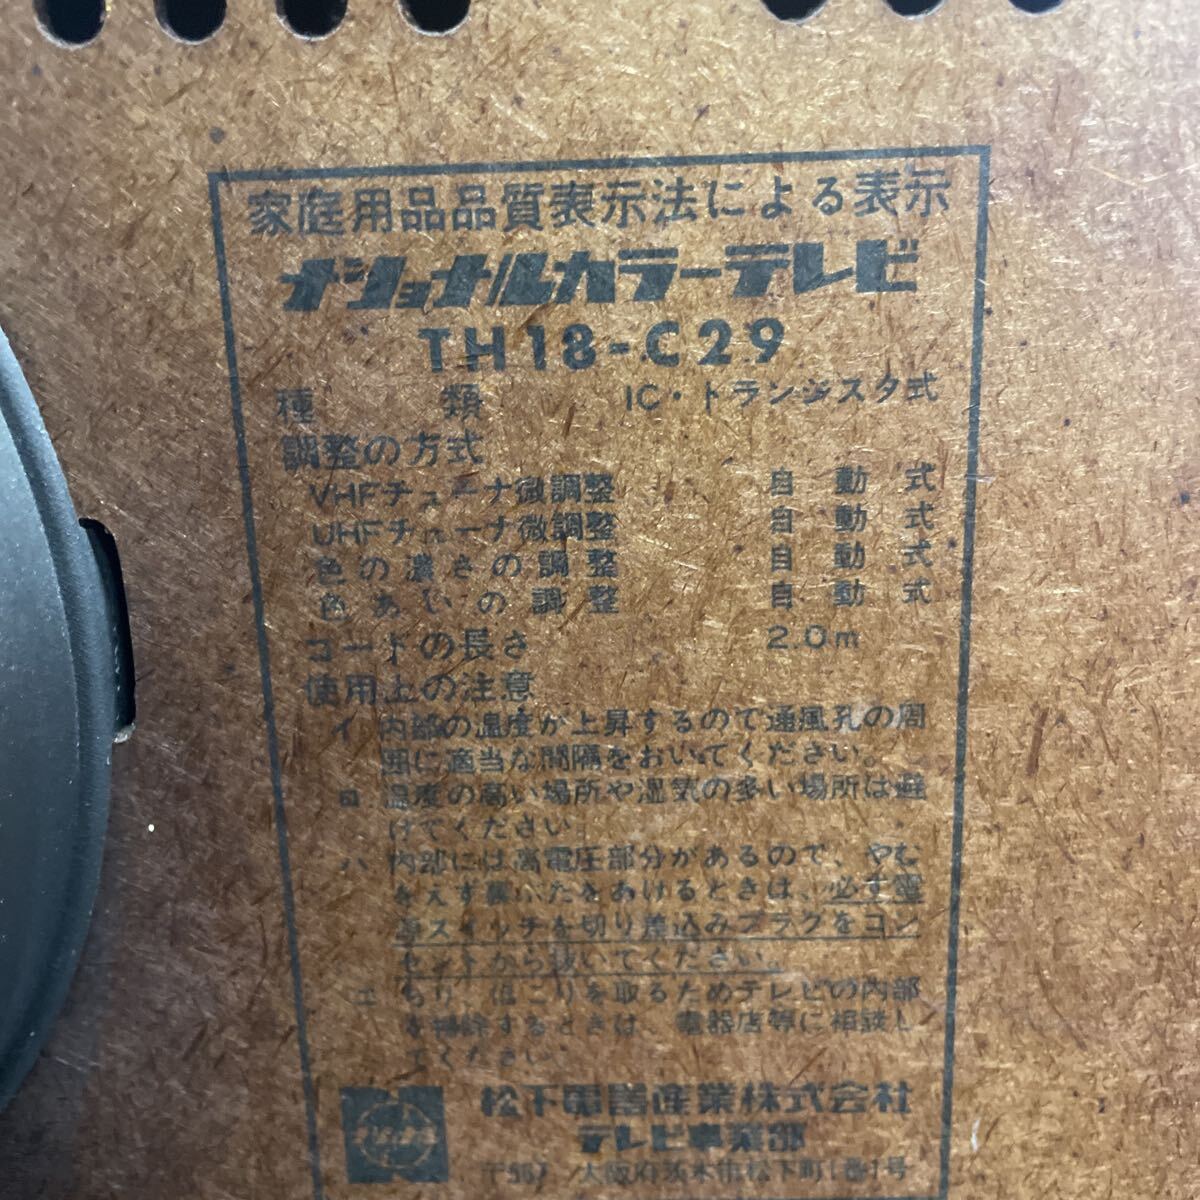 家庭用品品質表示法による表示
ナショナルカラーテレビ
TH18-C29
種類 IC・トランジスタ式
調整の方式
VHFチューナ微調整 自動式
UHFチューナ微調整 自動式
色の濃さの調整 自動式
色あいの調整 自動式
コードの長さ 2.0m
使用上の注意
イ 内部の温度が上昇するので通風孔の周
囲に適当な間隔をおいてください。
ロ 温度の高い場所や湿気の多い場所は避
けてください
ハ 内部には高電圧部分があるので、やむ
をえず裏ぶたをあけるときは、必ず電
源スイッチを切り差込みプラグをコン
セントから抜いてください。
ニ ちり、ほこりを取るためテレビの内部
を掃除するときは、電器店等に相談し
てください。
ナショナル
松下電器産業株式会社
テレビ事業部
〒567 大阪府茨木市松下町1番1号